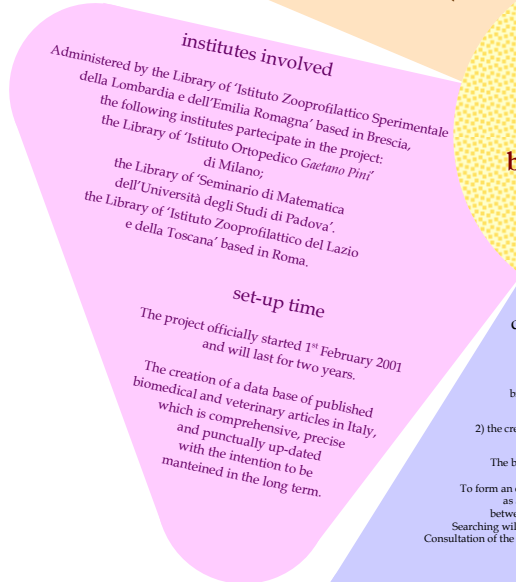 institutes involved
Administered by the Library of 'Istituto Zooprofilattico Sperimentale
della Lombardia e dell'Emilia Romagna' based in Brescia,
the following institutes partecipate in the project:
the Library of 'Istituto Ortopedico Gaetano Pini'
di Milano;
the Library of 'Seminario di Matematica
dell'Università degli Studi di Padova'.
the Library of 'Istituto Zooprofilattico del Lazio
e della Toscana' based in Roma.
set-up time
The project officially started 1st February 2001
and will last for two years.
The creation of a data base of published
biomedical and veterinary articles in Italy,
which is comprehensive, precise
and punctually up-dated
with the intention to be
manteined in the long term.
b
c
b
2) the cre
The b
To form an
as
betwe
Searching wil
Consultation of the